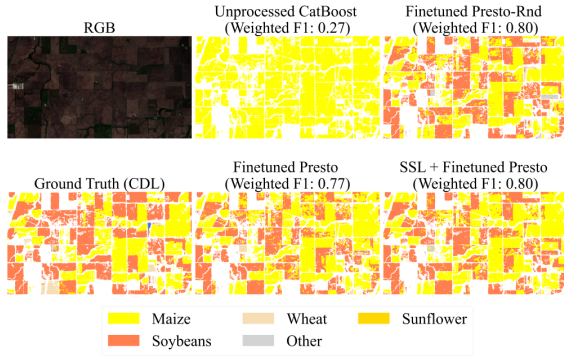 RGB
Unprocessed CatBoost
(Weighted F1: 0.27)
Finetuned Presto-Rnd
(Weighted F1: 0.80)
Ground Truth (CDL)
Finetuned Presto
(Weighted F1: 0.77)
SSL + Finetuned Presto
(Weighted F1: 0.80)
Maize
Wheat
Sunflower
Soybeans
Other